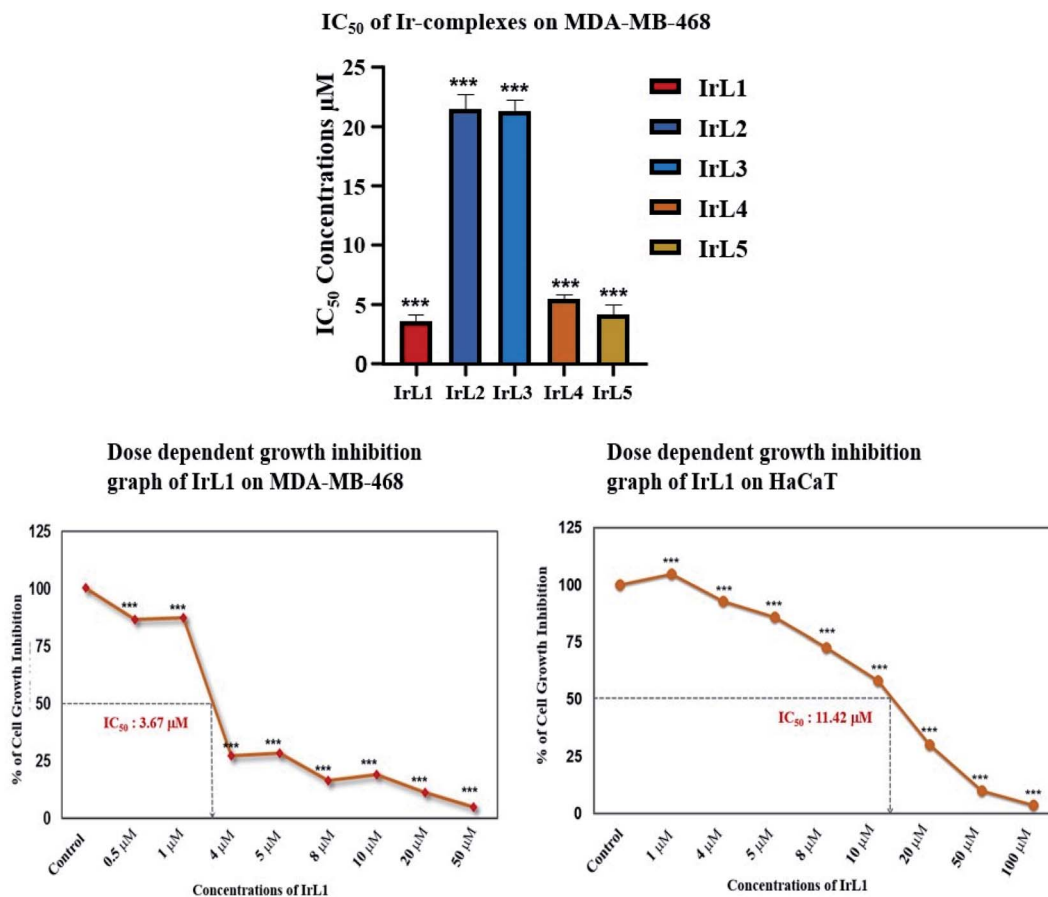 IC50 of Ir-complexes on MDA-MB-468
IC50 Concentrations µM
25
20
15
10
5
0
***
***
***
***
***
IrL1
IrL2
IrL3
IrL4
IrL5
IrL1
IrL2
IrL3
IrL4
IrL5
Dose dependent growth inhibition
graph of IrL1 on MDA-MB-468
% of Cell Growth Inhibition
125
100
75
50
25
0
***
***
***
***
***
***
***
***
IC50 : 3.67 µM
Control
0.5 µM
1 µM
4 µM
5 µM
8 µM
10 µM
20 µM
50 µM
Concentrations of IrL1
Dose dependent growth inhibition
graph of IrL1 on HaCaT
% of Cell Growth Inhibition
125
100
75
50
25
0
***
***
***
***
***
***
***
***
IC50 : 11.42 µM
Control
1 µM
4 µM
5 µM
8 µM
10 µM
20 µM
50 µM
100 µM
Concentrations of IrL1